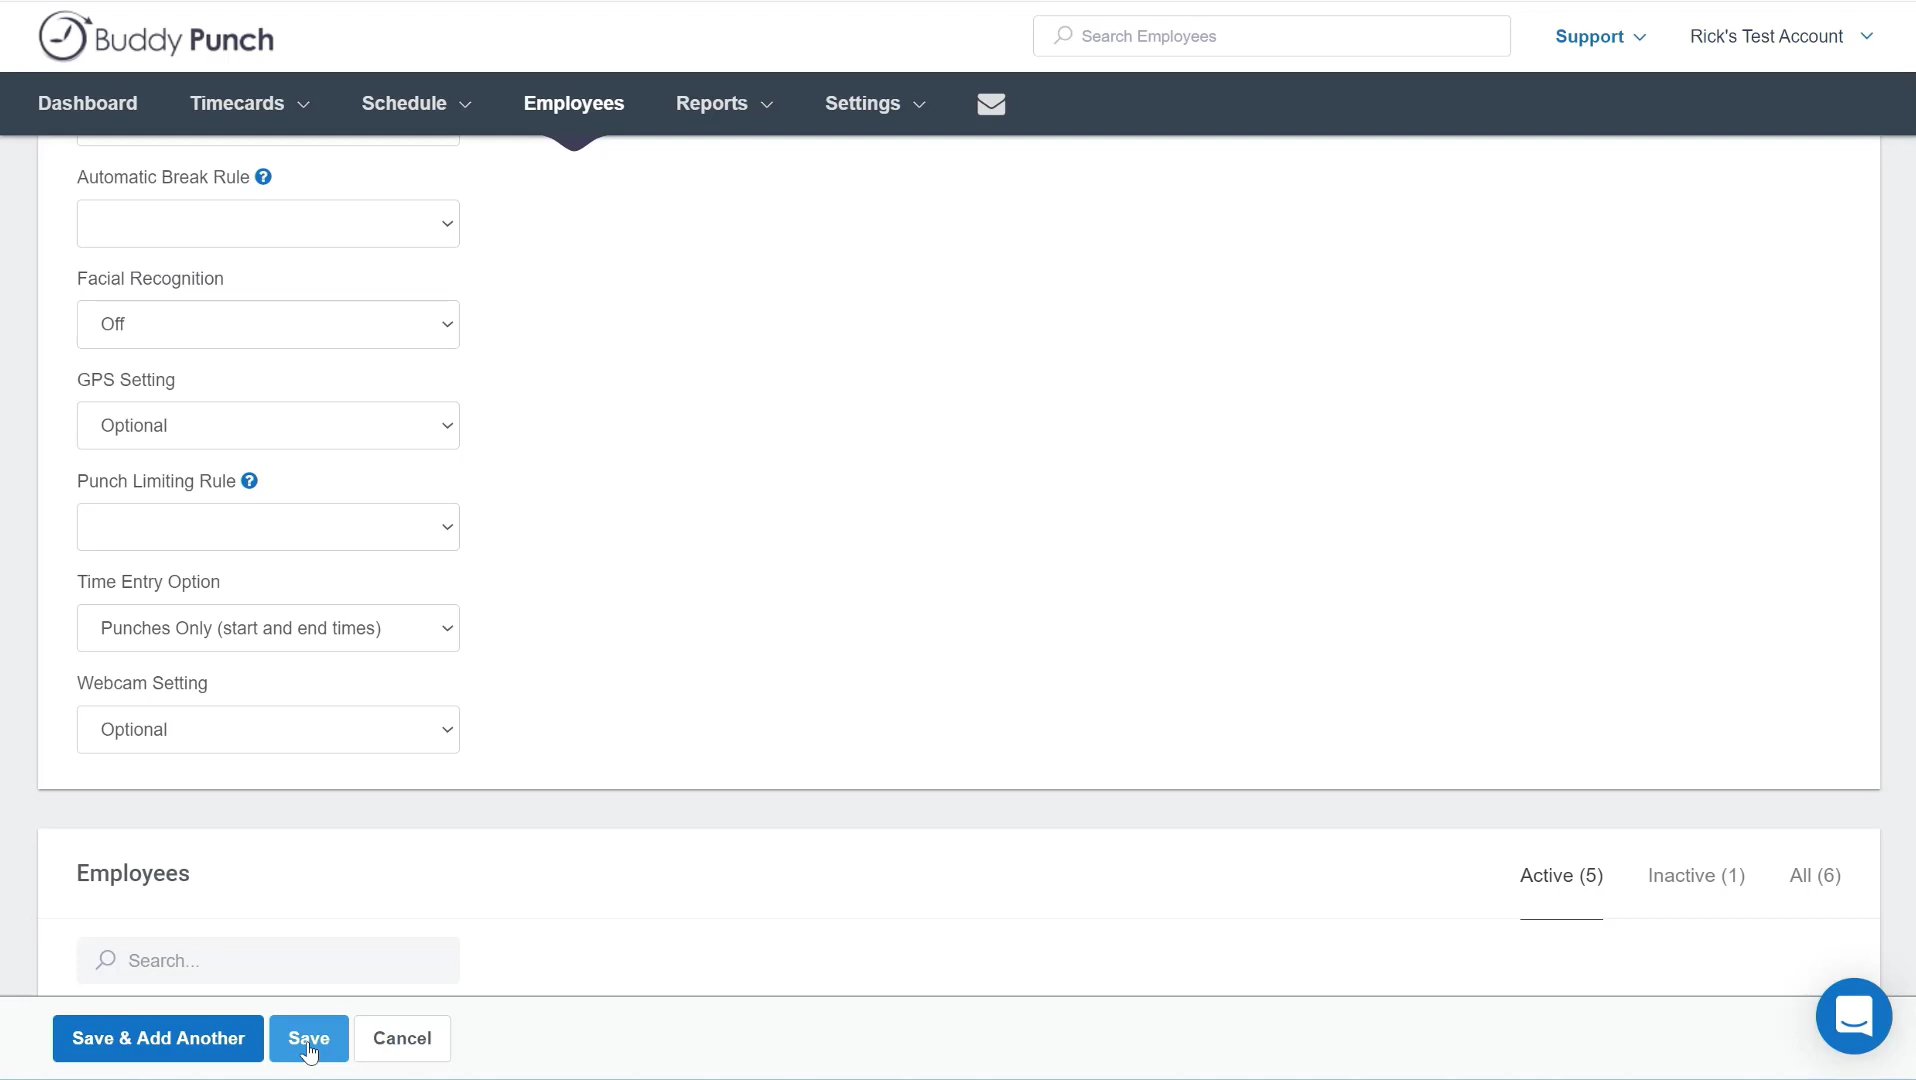 Buddy Punch
Search Employees
Support
Rick's Test Account
Dashboard
Timecards
Schedule
Employees
Reports
Settings
Automatic Break Rule ?
Facial Recognition
Off
GPS Setting
Optional
Punch Limiting Rule ?
Time Entry Option
Punches Only (start and end times)
Webcam Setting
Optional
Employees
Active (5)
Inactive (1)
All (6)
Search...
Save & Add Another
Save
Cancel